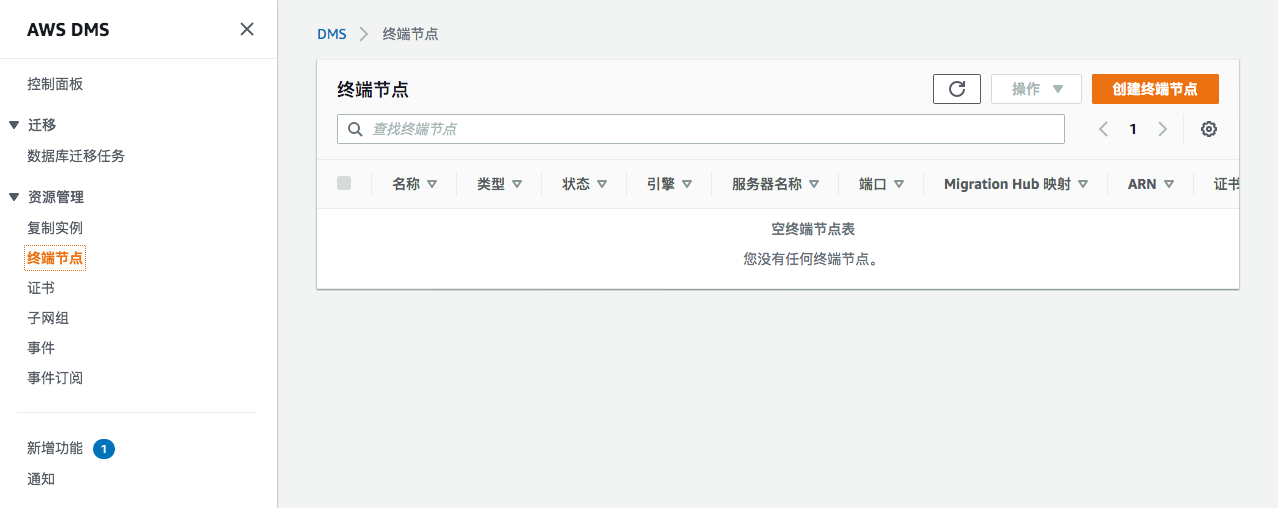 AWS DMS
控制面板
迁移
数据库迁移任务
资源管理
复制实例
终端节点
证书
子网组
事件
事件订阅
新增功能 1
通知
DMS 终端节点
终端节点 操作 创建终端节点
查找终端节点 1
名称 类型 状态 引擎 服务器名称 端口 Migration Hub 映射 ARN 证书
空终端节点表
您没有任何终端节点。